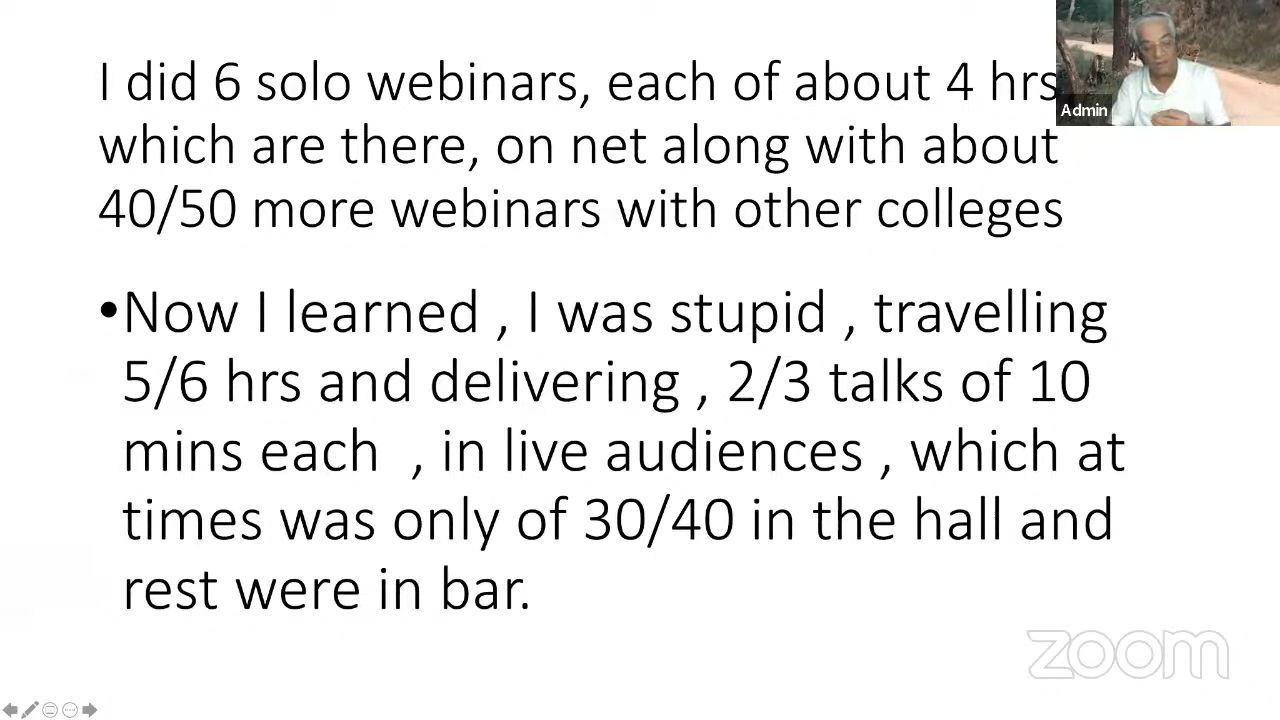 I did 6 solo webinars, each of about 4 hrs
which are there, on net along with about
40/50 more webinars with other colleges
•Now I learned , I was stupid , travelling
5/6 hrs and delivering , 2/3 talks of 10
mins each , in live audiences , which at
times was only of 30/40 in the hall and
rest were in bar.
Admin
zoom